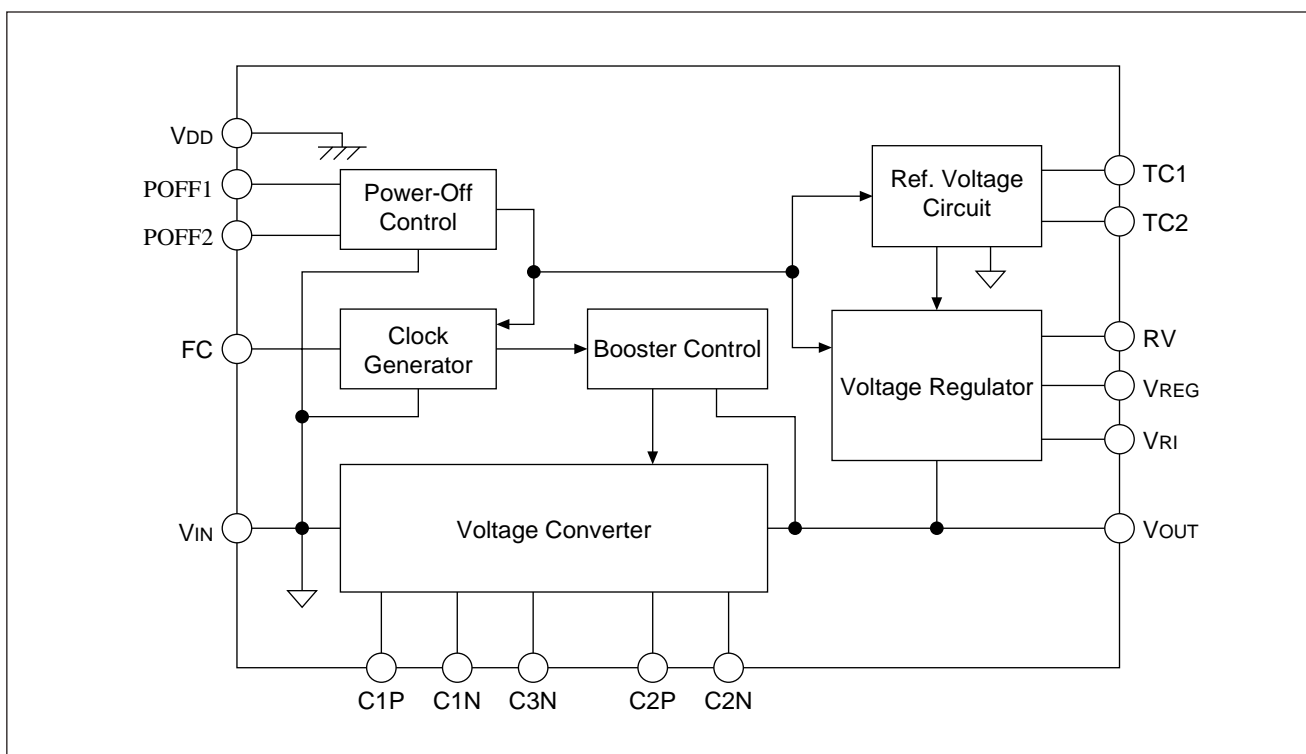 VDD
POFF1
POFF2
FC
VIN
Power-Off
Control
Clock
Generator
Booster Control
Voltage Converter
Ref. Voltage
Circuit
Voltage Regulator
TC1
TC2
RV
VREG
VRI
VOUT
C1P
C1N
C3N
C2P
C2N